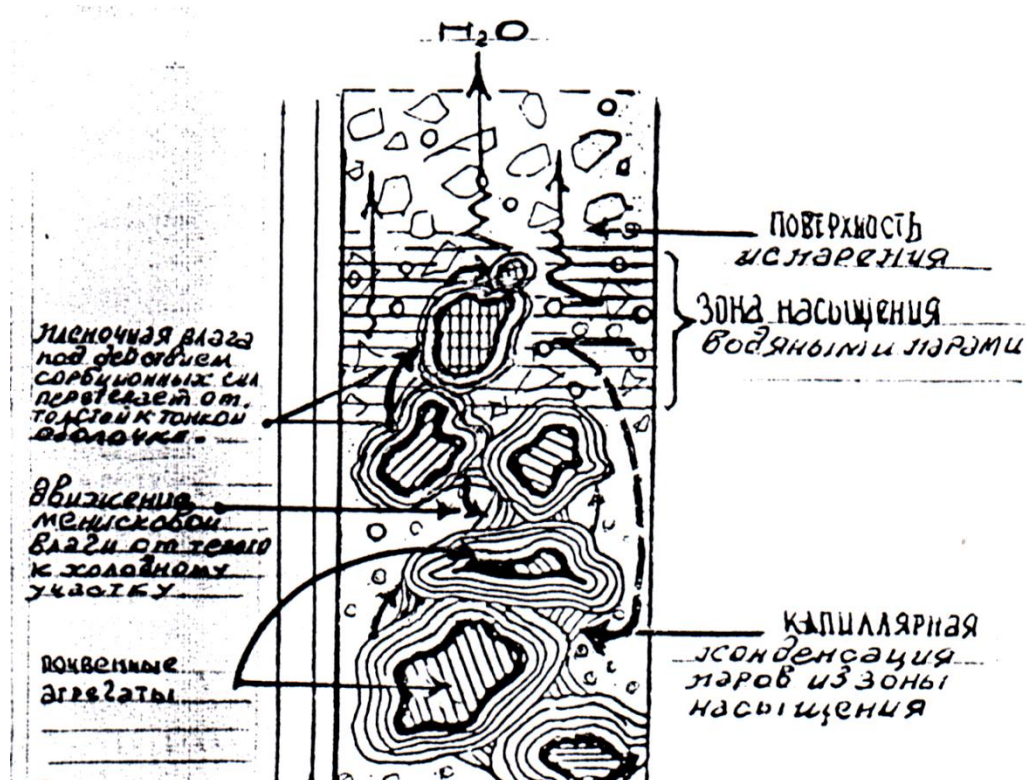 H₂O
ПОВЕРХНОСТЬ
испарения
ЗОНА НАСЫЩЕНИЯ
водяными парами
пленочная влага
под действием
сорбционных сил
перетекает от
толстой к тонкой
оболочке.
движение
менисковой
влаги от теплого
к холодному
участку
почвенные
агрегаты
КАПИЛЛЯРНАЯ
конденсация
паров из зоны
насыщения